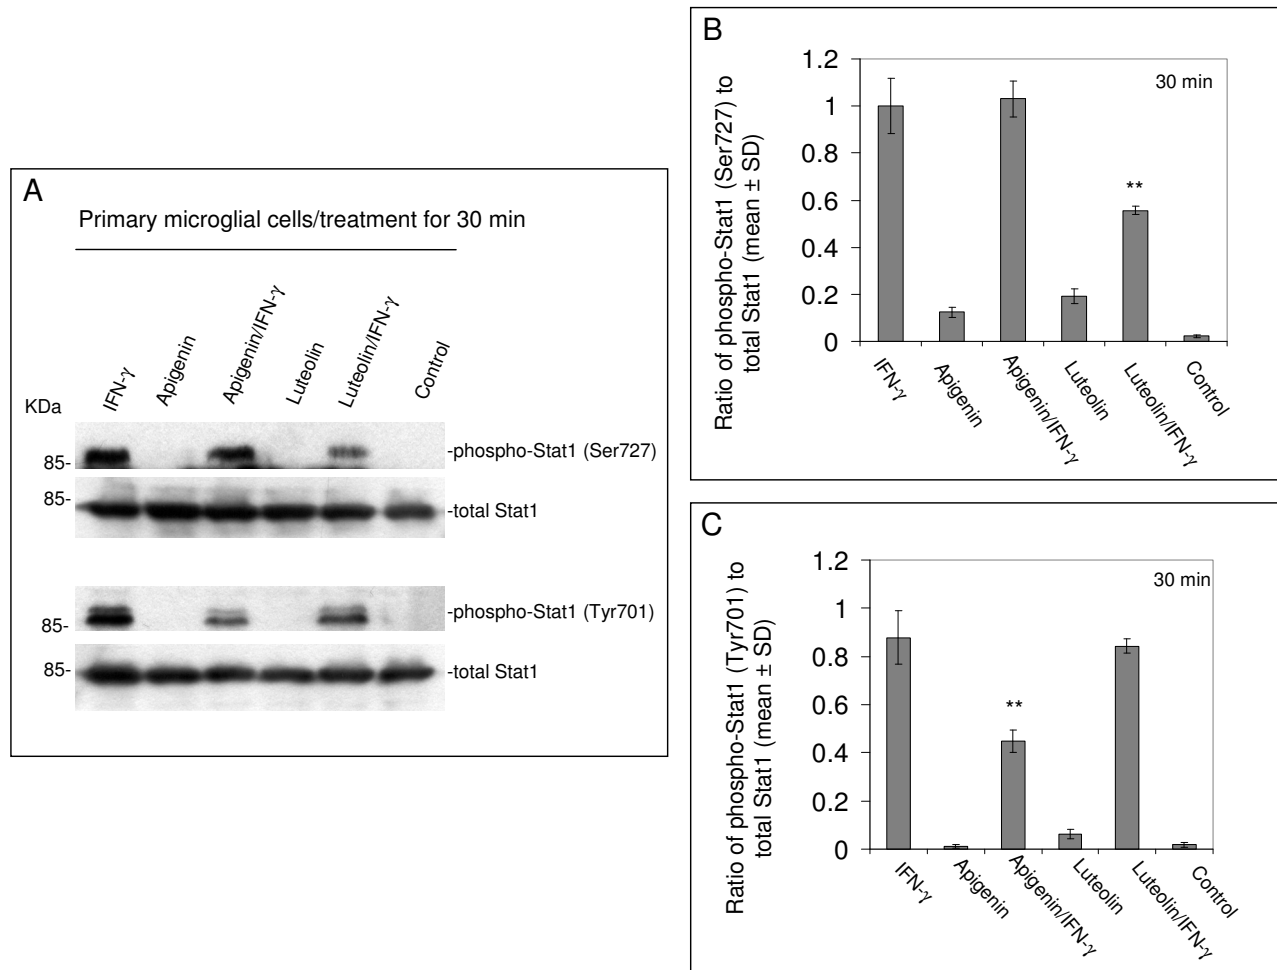 A
Primary microglial cells/treatment for 30 min
IFN-γ
Apigenin
Apigenin/IFN-γ
Luteolin
Luteolin/IFN-γ
Control
KDa
85-
-phospho-Stat1 (Ser727)
85-
-total Stat1
85-
-phospho-Stat1 (Tyr701)
85-
-total Stat1
B
Ratio of phospho-Stat1 (Ser727) to
total Stat1 (mean ± SD)
1.2
1
0.8
0.6
0.4
0.2
0
30 min
**
IFN-γ
Apigenin
Apigenin/IFN-γ
Luteolin
Luteolin/IFN-γ
Control
C
Ratio of phospho-Stat1 (Tyr701) to
total Stat1 (mean ± SD)
1.2
1
0.8
0.6
0.4
0.2
0
30 min
**
IFN-γ
Apigenin
Apigenin/IFN-γ
Luteolin
Luteolin/IFN-γ
Control